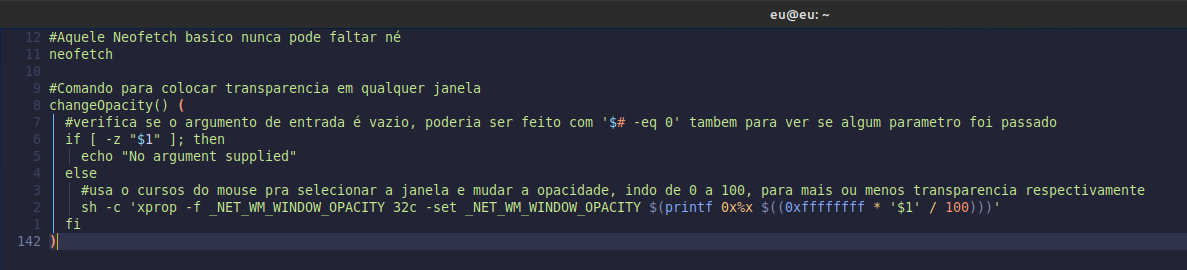 eu@eu: ~
12 #Aquele Neofetch basico nunca pode faltar né
11 neofetch
10
9 #Comando para colocar transparencia em qualquer janela
8 changeOpacity() (
7 #verifica se o argumento de entrada é vazio, poderia ser feito com '$# -eq 0' tambem para ver se algum parametro foi passado
6 if [ -z "$1" ]; then
5 echo "No argument supplied"
4 else
3 #usa o cursos do mouse pra selecionar a janela e mudar a opacidade, indo de 0 a 100, para mais ou menos transparencia respectivamente
2 sh -c 'xprop -f _NET_WM_WINDOW_OPACITY 32c -set _NET_WM_WINDOW_OPACITY $(printf 0x%x $((0xffffffff * '$1' / 100)))'
1 fi
142 )